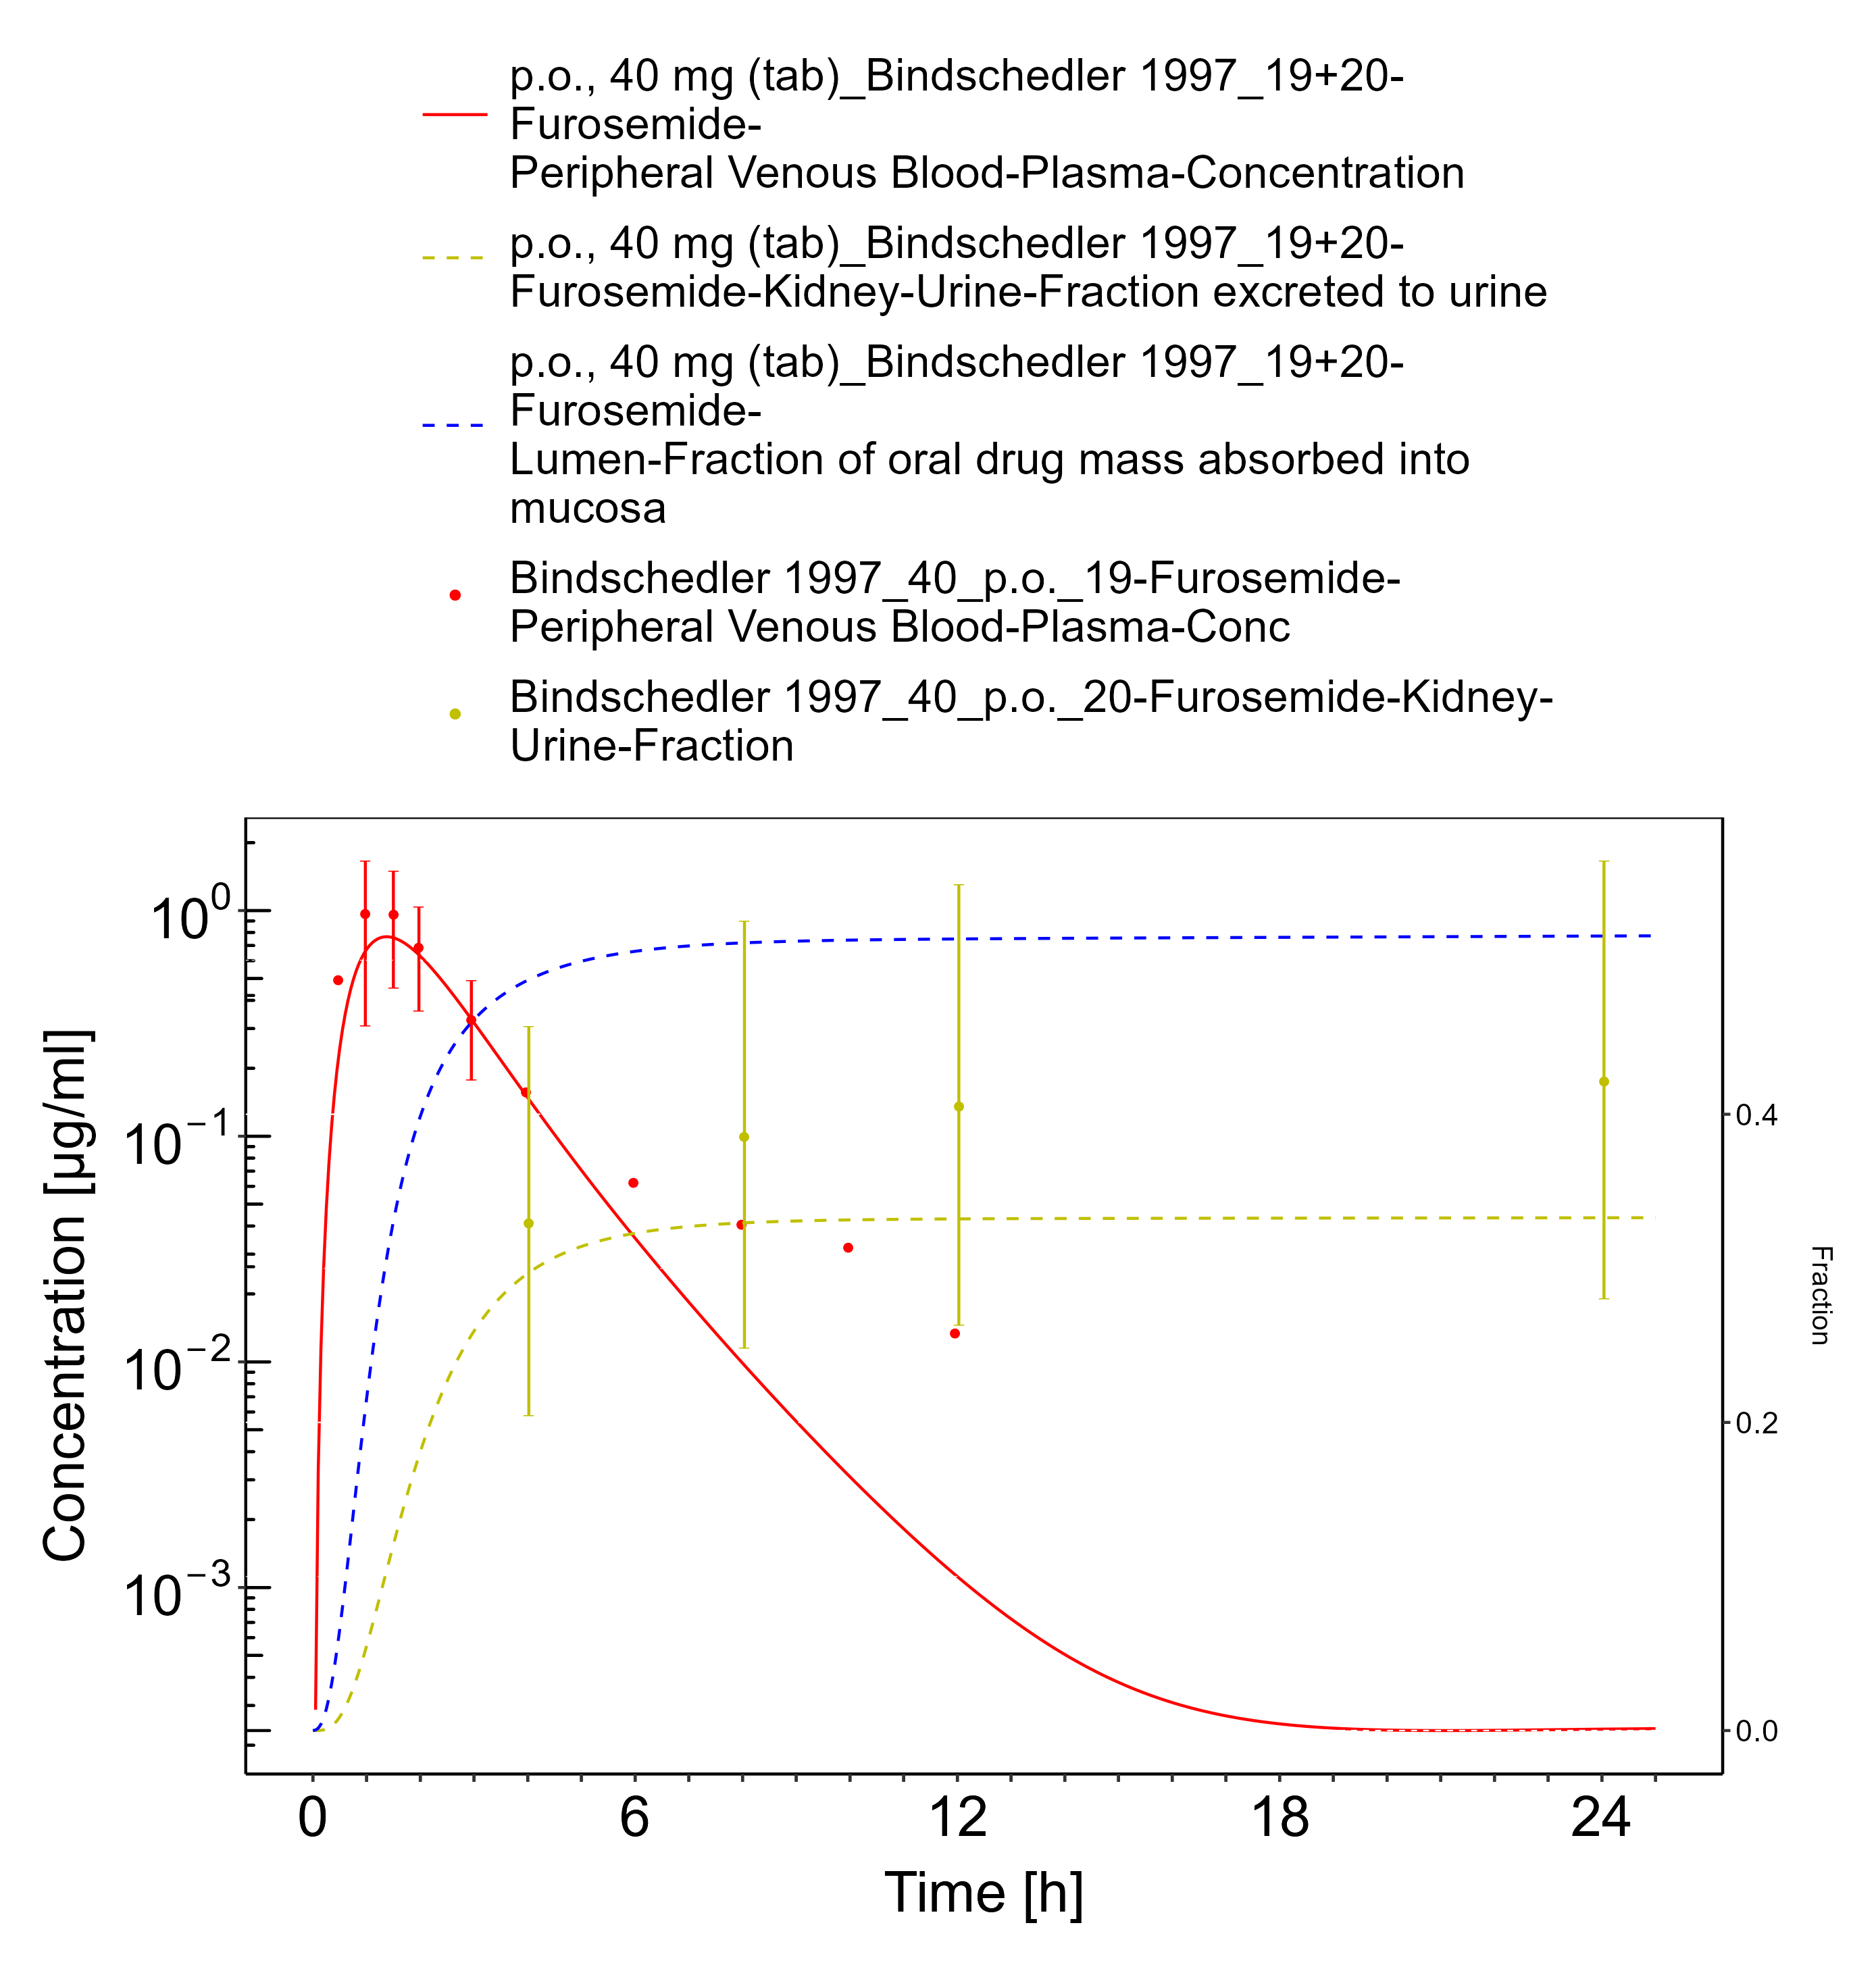 p.o., 40 mg (tab)_Bindschedler 1997_19+20-
Furosemide-
Peripheral Venous Blood-Plasma-Concentration
p.o., 40 mg (tab)_Bindschedler 1997_19+20-
Furosemide-Kidney-Urine-Fraction excreted to urine
p.o., 40 mg (tab)_Bindschedler 1997_19+20-
Furosemide-
Lumen-Fraction of oral drug mass absorbed into
mucosa
Bindschedler 1997_40_p.o._19-Furosemide-
Peripheral Venous Blood-Plasma-Conc
Bindschedler 1997_40_p.o._20-Furosemide-Kidney-
Urine-Fraction
Concentration [µg/ml]
10⁰
10⁻¹
10⁻²
10⁻³
0.4
0.2
0.0
Fraction
0 6 12 18 24
Time [h]